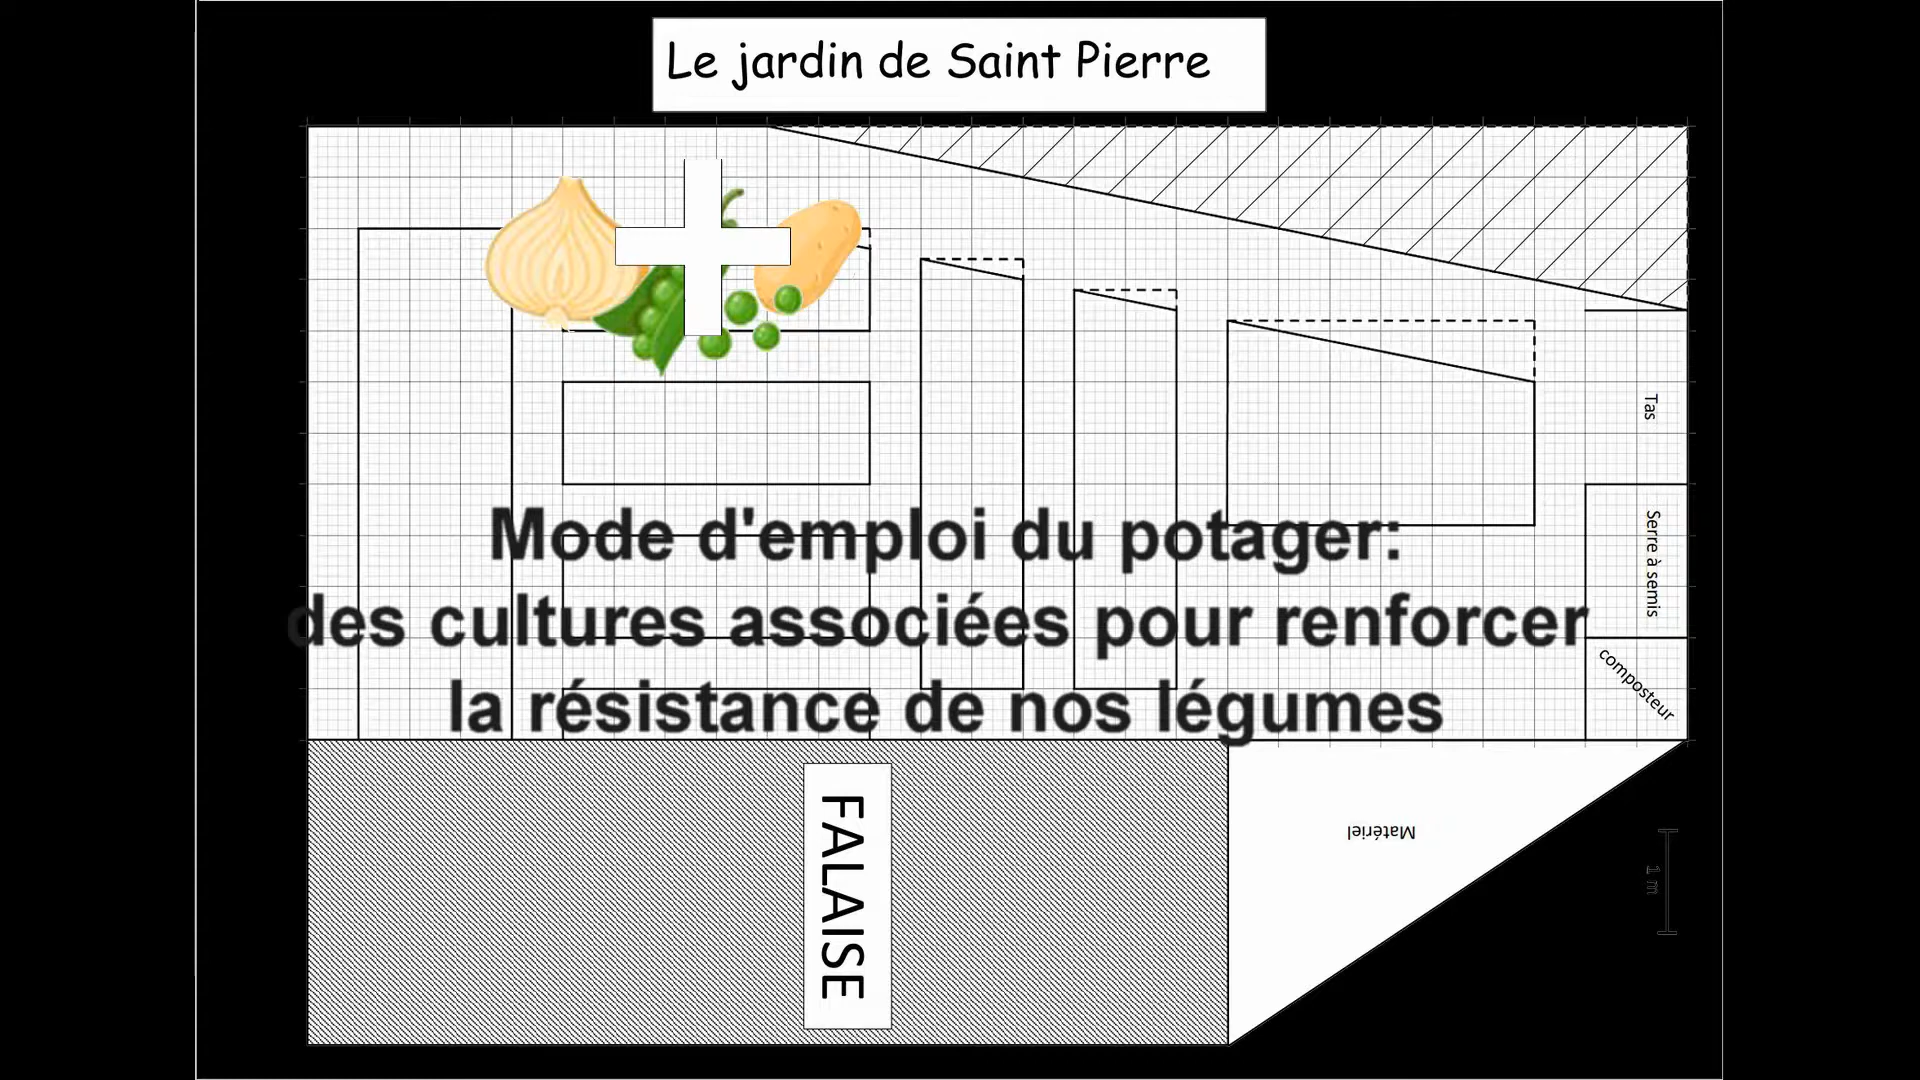 Le jardin de Saint Pierre
Tas
Mode d'emploi du potager:
Serre à semis
des cultures associées pour renforcer
composteur
la résistance de nos légumes
FALAISE
Matériel
1 m